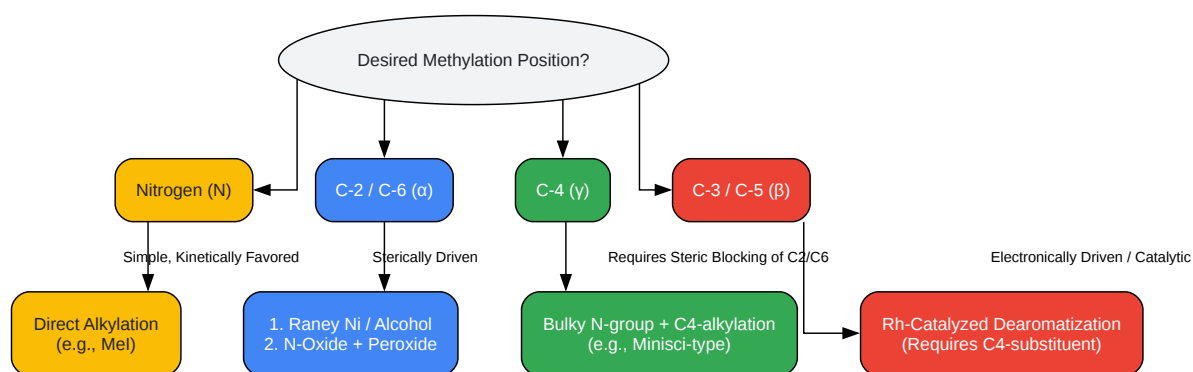 Desired Methylation Position?
Nitrogen (N)
C-2 / C-6 (α)
C-4 (γ)
C-3 / C-5 (β)
Simple, Kinetically Favored
Sterically Driven
Requires Steric Blocking of C2/C6
Electronically Driven / Catalytic
Direct Alkylation
(e.g., MeI)
1. Raney Ni / Alcohol
2. N-Oxide + Peroxide
Bulky N-group + C4-alkylation
(e.g., Minisci-type)
Rh-Catalyzed Dearomatization
(Requires C4-substituent)